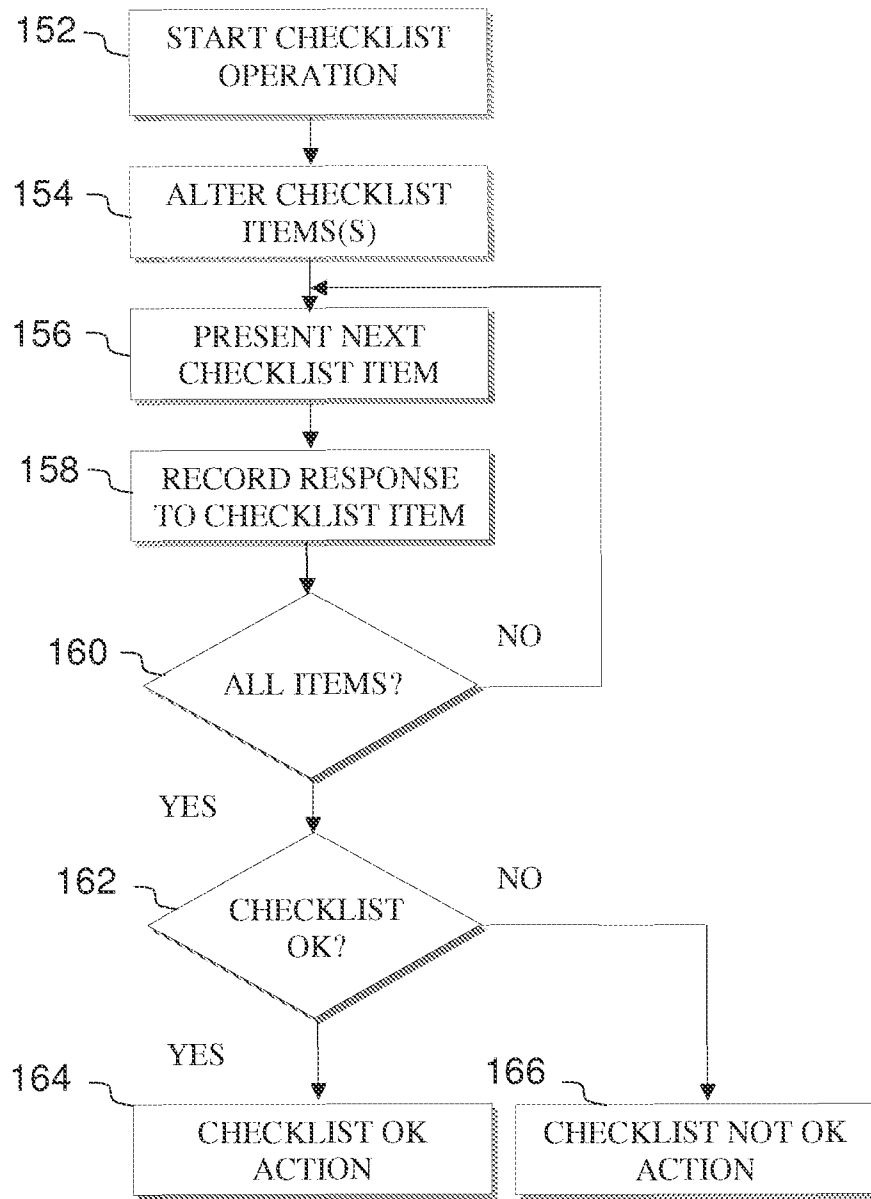 152
START CHECKLIST
OPERATION
154
ALTER CHECKLIST
ITEMS(S)
156
PRESENT NEXT
CHECKLIST ITEM
158
RECORD RESPONSE
TO CHECKLIST ITEM
160
ALL ITEMS?
NO
YES
162
CHECKLIST
OK?
NO
YES
164
CHECKLIST OK
ACTION
166
CHECKLIST NOT OK
ACTION